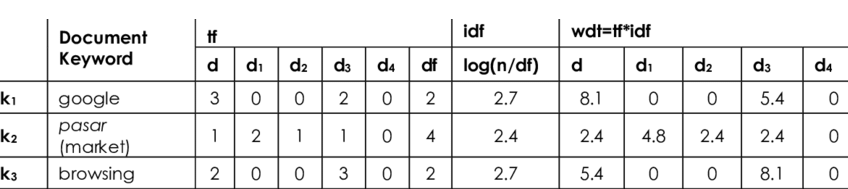 Document Keyword tf idf wdt=tf*idf
d d1 d2 d3 d4 df log(n/df) d d1 d2 d3 d4
k1 google 3 0 0 2 0 2 2.7 8.1 0 0 5.4 0
k2 pasar (market) 1 2 1 1 0 4 2.4 2.4 4.8 2.4 2.4 0
k3 browsing 2 0 0 3 0 2 2.7 5.4 0 0 8.1 0